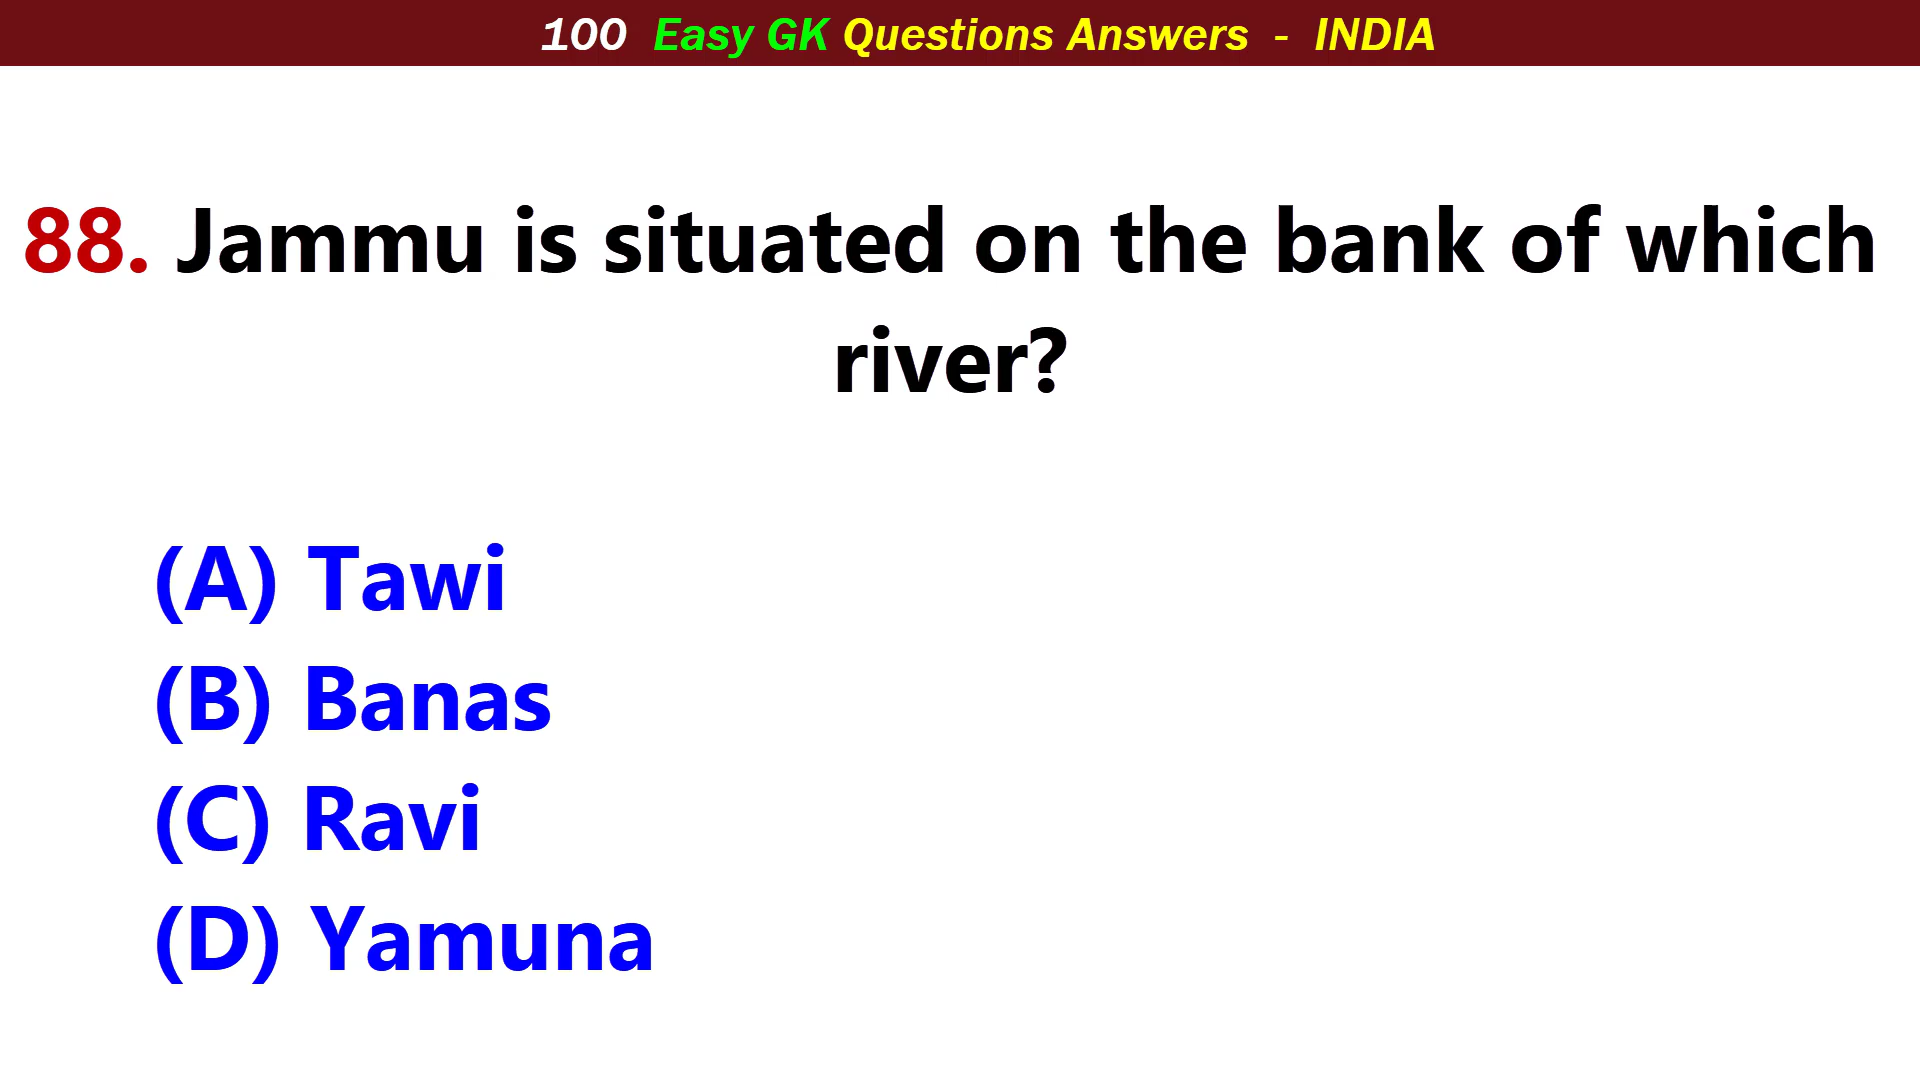 100 Easy GK Questions Answers - INDIA
88. Jammu is situated on the bank of which
river?
(A) Tawi
(B) Banas
(C) Ravi
(D) Yamuna